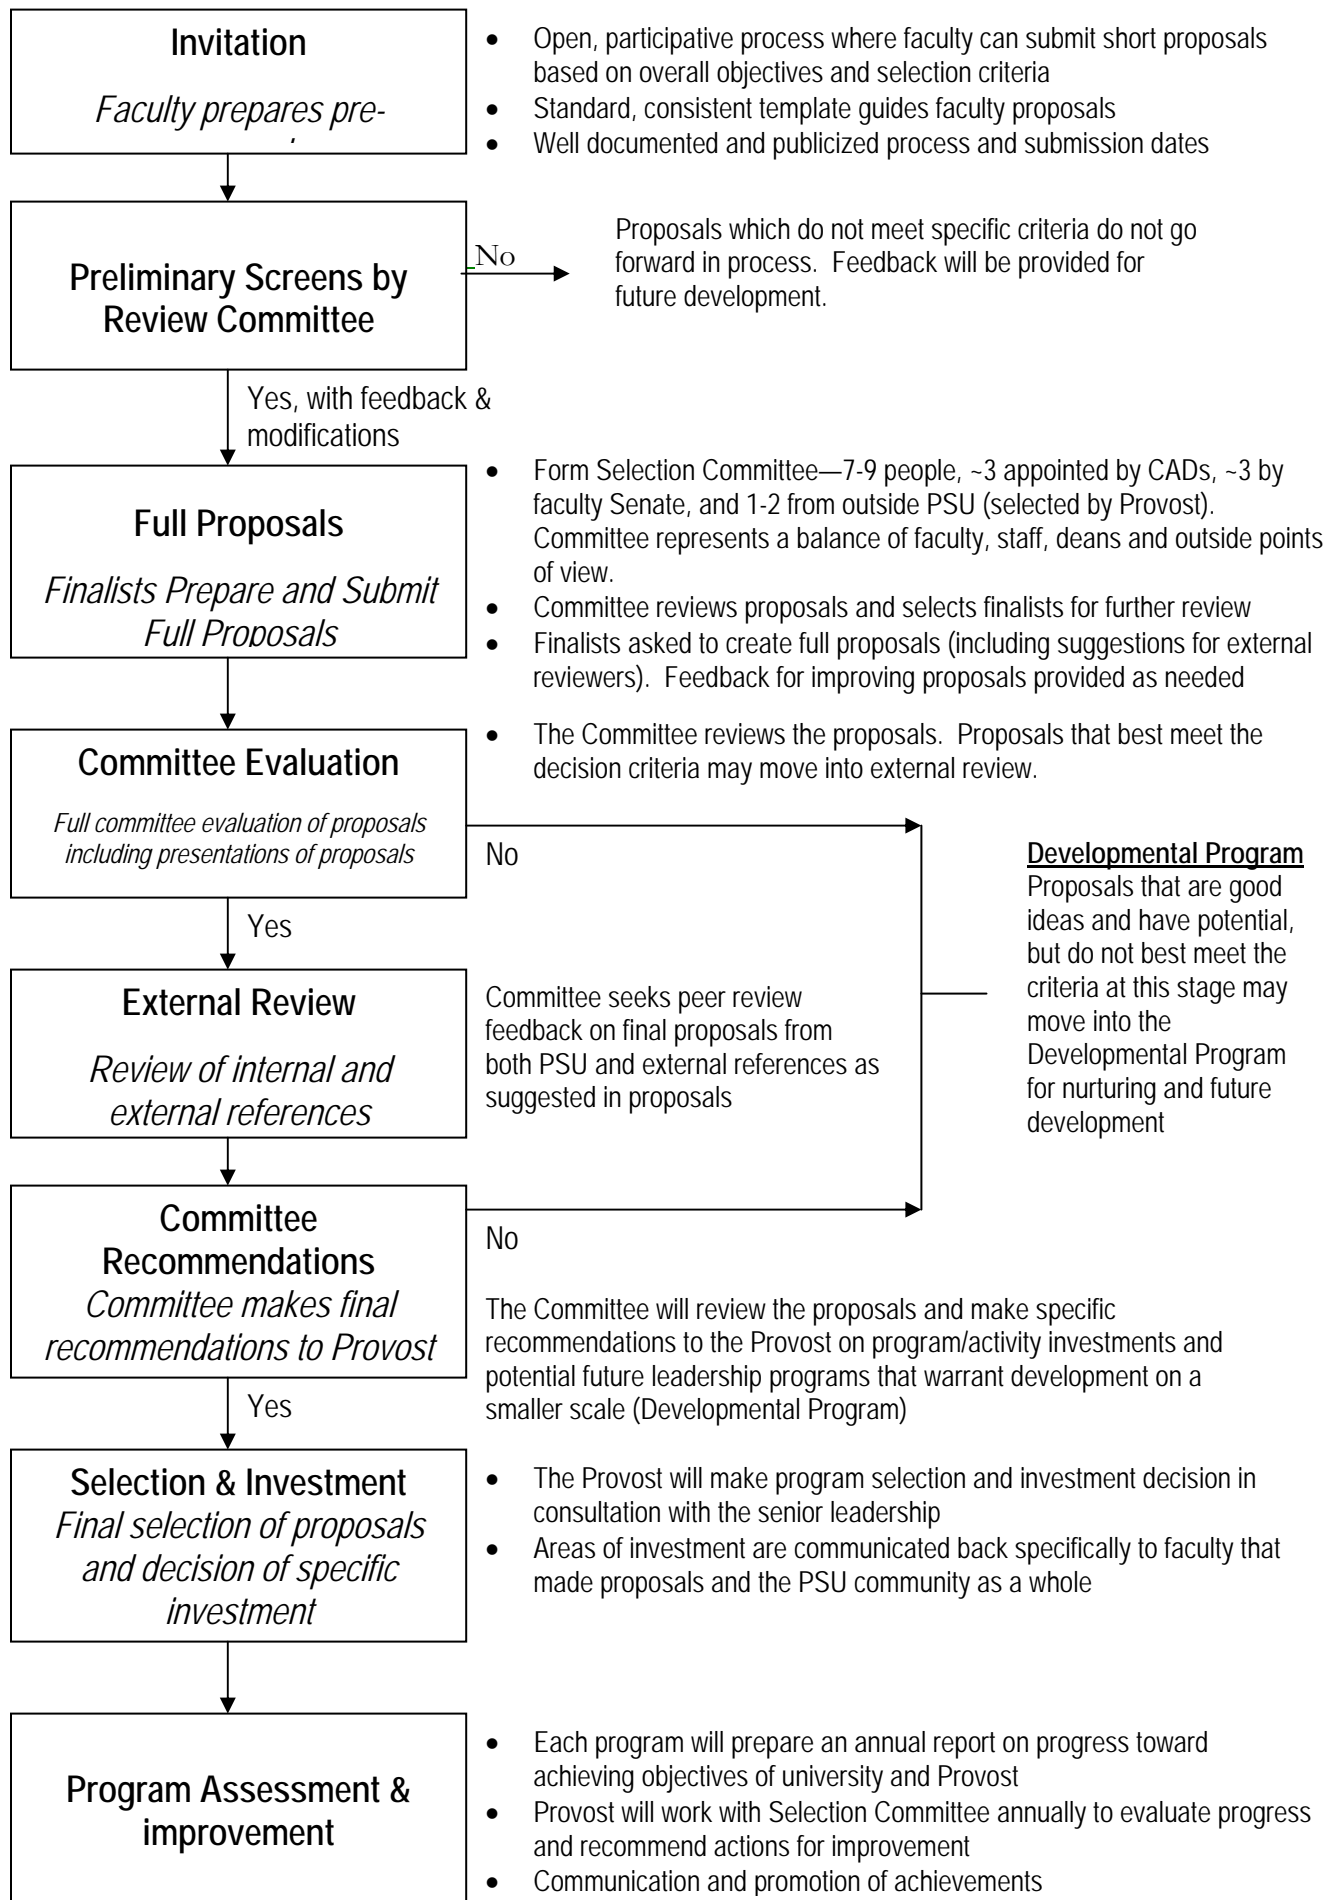 Invitation
Faculty prepares pre-
• Open, participative process where faculty can submit short proposals
based on overall objectives and selection criteria
• Standard, consistent template guides faculty proposals
• Well documented and publicized process and submission dates
Preliminary Screens by
Review Committee
No
Proposals which do not meet specific criteria do not go
forward in process. Feedback will be provided for
future development.
Yes, with feedback &
modifications
Full Proposals
Finalists Prepare and Submit
Full Proposals
• Form Selection Committee—7-9 people, ~3 appointed by CADs, ~3 by
faculty Senate, and 1-2 from outside PSU (selected by Provost).
Committee represents a balance of faculty, staff, deans and outside points
of view.
• Committee reviews proposals and selects finalists for further review
• Finalists asked to create full proposals (including suggestions for external
reviewers). Feedback for improving proposals provided as needed
Committee Evaluation
Full committee evaluation of proposals
including presentations of proposals
• The Committee reviews the proposals. Proposals that best meet the
decision criteria may move into external review.
No
Yes
Developmental Program
Proposals that are good
ideas and have potential,
but do not best meet the
criteria at this stage may
move into the
Developmental Program
for nurturing and future
development
External Review
Review of internal and
external references
Committee seeks peer review
feedback on final proposals from
both PSU and external references as
suggested in proposals
Committee
Recommendations
Committee makes final
recommendations to Provost
No
The Committee will review the proposals and make specific
recommendations to the Provost on program/activity investments and
potential future leadership programs that warrant development on a
smaller scale (Developmental Program)
Yes
Selection & Investment
Final selection of proposals
and decision of specific
investment
• The Provost will make program selection and investment decision in
consultation with the senior leadership
• Areas of investment are communicated back specifically to faculty that
made proposals and the PSU community as a whole
Program Assessment &
improvement
• Each program will prepare an annual report on progress toward
achieving objectives of university and Provost
• Provost will work with Selection Committee annually to evaluate progress
and recommend actions for improvement
• Communication and promotion of achievements